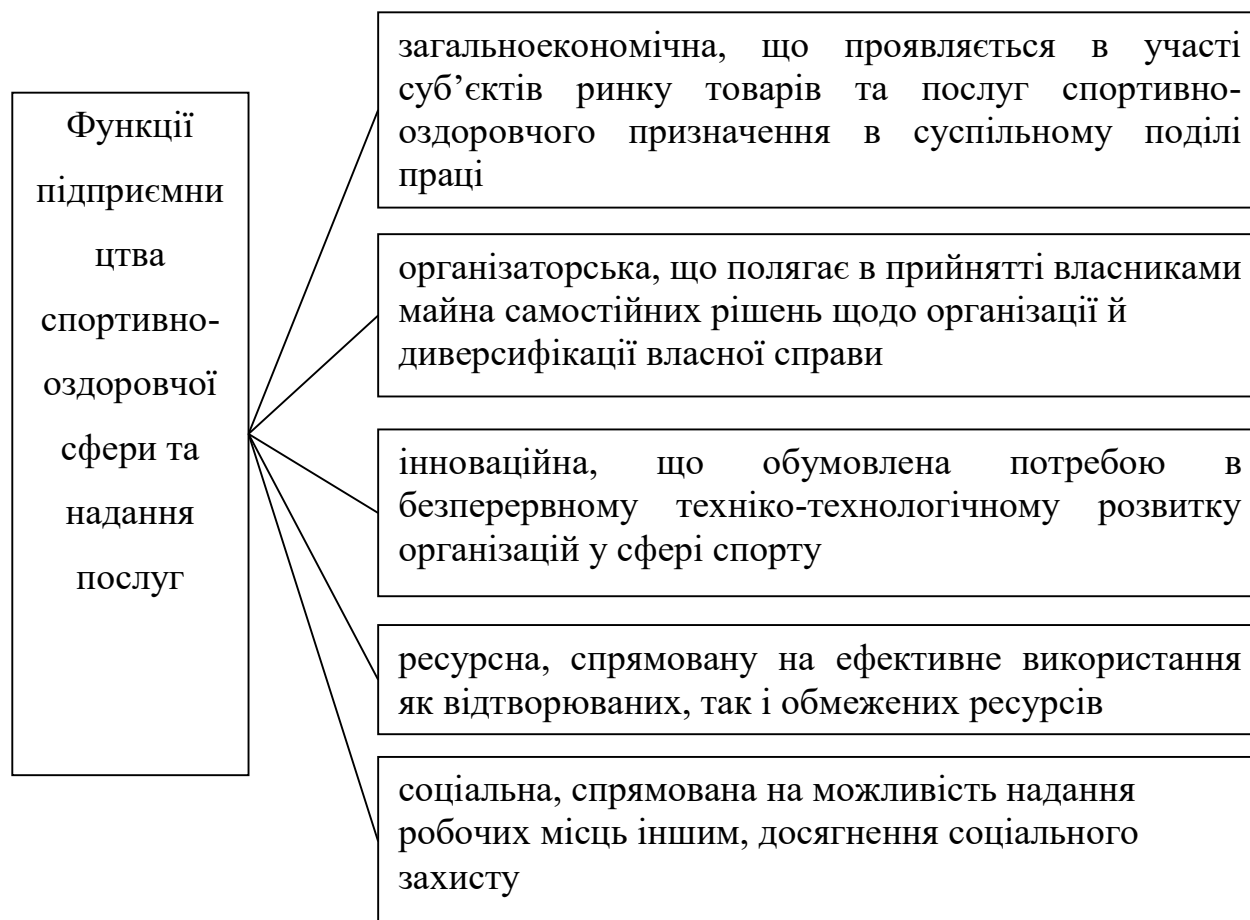 Функції
підприємни
цтва
спортивно-
оздоровчої
сфери та
надання
послуг
загальноекономічна, що проявляється в участі
суб’єктів ринку товарів та послуг спортивно-
оздоровчого призначення в суспільному поділі
праці
організаторська, що полягає в прийнятті власниками
майна самостійних рішень щодо організації й
диверсифікації власної справи
інноваційна, що обумовлена потребою в
безперервному техніко-технологічному розвитку
організацій у сфері спорту
ресурсна, спрямовану на ефективне використання
як відтворюваних, так і обмежених ресурсів
соціальна, спрямована на можливість надання
робочих місць іншим, досягнення соціального
захисту